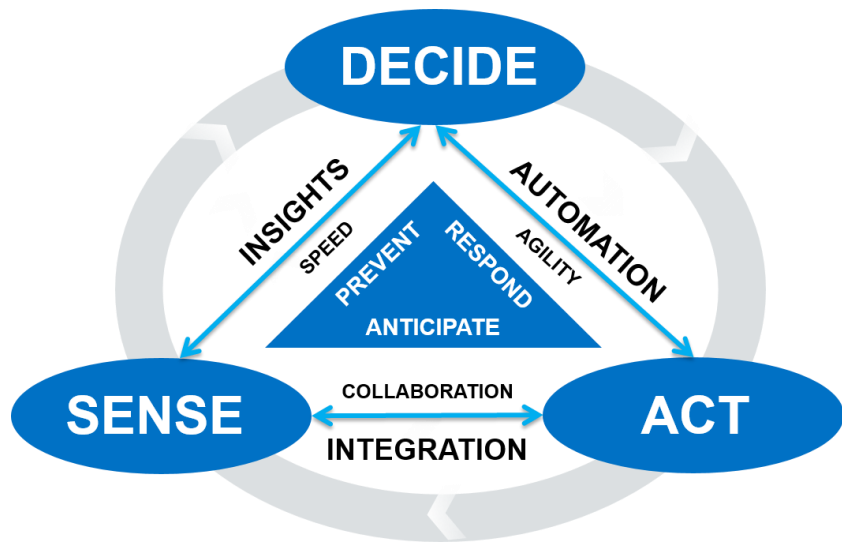 DECIDE
INSIGHTS
SPEED
AUTOMATION
AGILITY
PREVENT
RESPOND
ANTICIPATE
SENSE
COLLABORATION
INTEGRATION
ACT